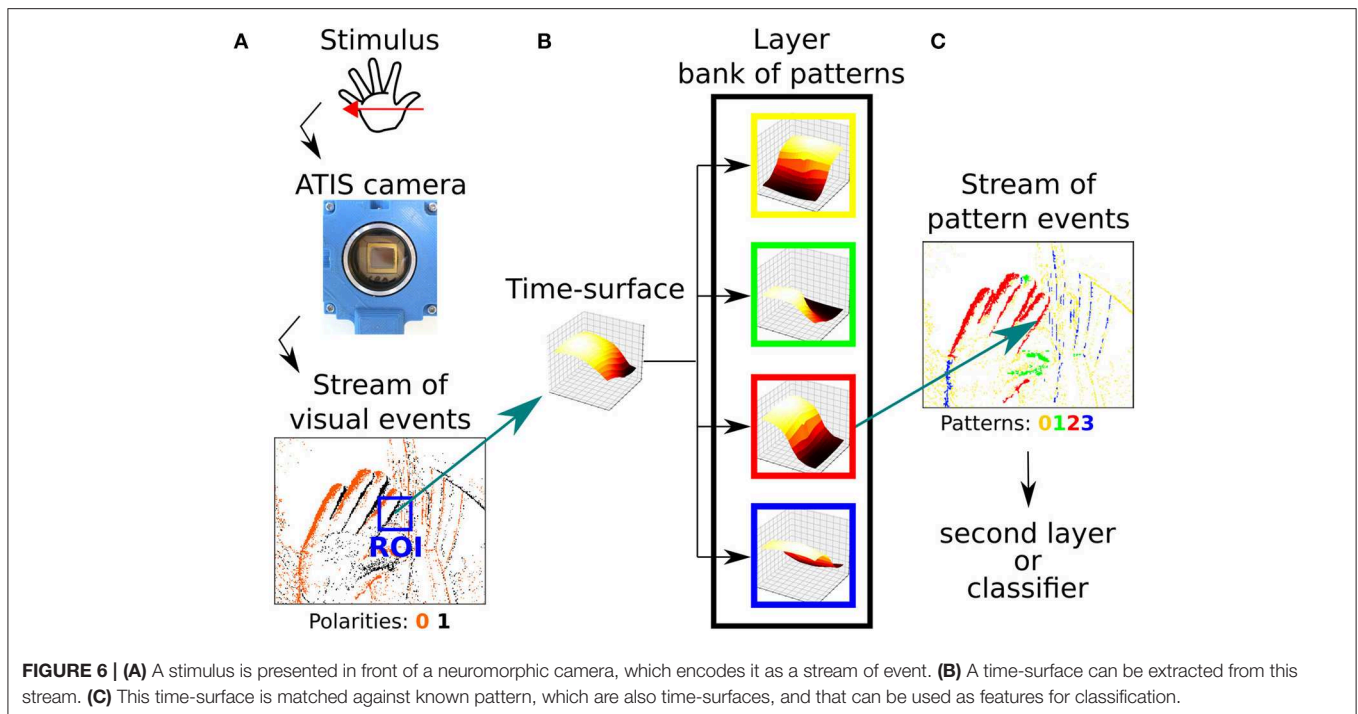 (A)
Stimulus
ATIS camera
Stream of
visual events
ROI
Polarities: 0 1
(B)
Time-surface
Layer
bank of patterns
(C)
Stream of
pattern events
Patterns: 0123
second layer
or
classifier
FIGURE 6 | (A) A stimulus is presented in front of a neuromorphic camera, which encodes it as a stream of event. (B) A time-surface can be extracted from this
stream. (C) This time-surface is matched against known pattern, which are also time-surfaces, and that can be used as features for classification.